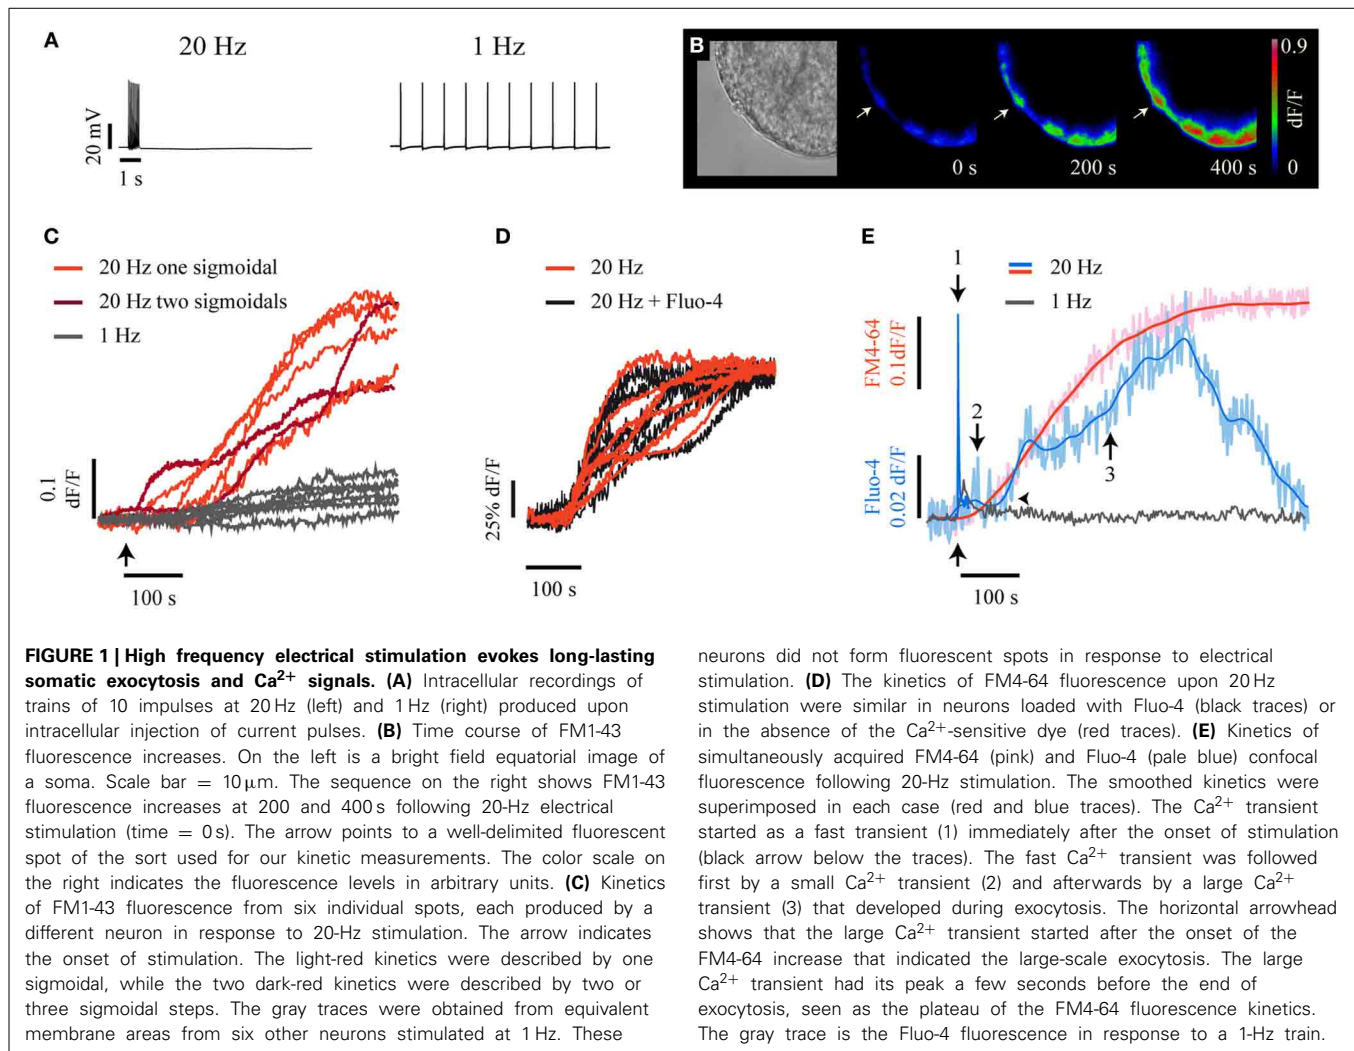 A
20 Hz
1 Hz
20 mV
1 s
B
0 s
200 s
400 s
0.9
dF/F
0
C
20 Hz one sigmoidal
20 Hz two sigmoidals
1 Hz
0.1
dF/F
100 s
D
20 Hz
20 Hz + Fluo-4
25% dF/F
100 s
E
1
20 Hz
1 Hz
FM4-64
0.1dF/F
2
3
Fluo-4
0.02 dF/F
100 s
FIGURE 1 | High frequency electrical stimulation evokes long-lasting
somatic exocytosis and Ca²⁺ signals. (A) Intracellular recordings of
trains of 10 impulses at 20 Hz (left) and 1 Hz (right) produced upon
intracellular injection of current pulses. (B) Time course of FM1-43
fluorescence increases. On the left is a bright field equatorial image of
a soma. Scale bar = 10 μm. The sequence on the right shows FM1-43
fluorescence increases at 200 and 400 s following 20-Hz electrical
stimulation (time = 0 s). The arrow points to a well-delimited fluorescent
spot of the sort used for our kinetic measurements. The color scale on
the right indicates the fluorescence levels in arbitrary units. (C) Kinetics
of FM1-43 fluorescence from six individual spots, each produced by a
different neuron in response to 20-Hz stimulation. The arrow indicates
the onset of stimulation. The light-red kinetics were described by one
sigmoidal, while the two dark-red kinetics were described by two or
three sigmoidal steps. The gray traces were obtained from equivalent
membrane areas from six other neurons stimulated at 1 Hz. These
neurons did not form fluorescent spots in response to electrical
stimulation. (D) The kinetics of FM4-64 fluorescence upon 20 Hz
stimulation were similar in neurons loaded with Fluo-4 (black traces) or
in the absence of the Ca²⁺-sensitive dye (red traces). (E) Kinetics of
simultaneously acquired FM4-64 (pink) and Fluo-4 (pale blue) confocal
fluorescence following 20-Hz stimulation. The smoothed kinetics were
superimposed in each case (red and blue traces). The Ca²⁺ transient
started as a fast transient (1) immediately after the onset of stimulation
(black arrow below the traces). The fast Ca²⁺ transient was followed
first by a small Ca²⁺ transient (2) and afterwards by a large Ca²⁺
transient (3) that developed during exocytosis. The horizontal arrowhead
shows that the large Ca²⁺ transient started after the onset of the
FM4-64 increase that indicated the large-scale exocytosis. The large
Ca²⁺ transient had its peak a few seconds before the end of
exocytosis, seen as the plateau of the FM4-64 fluorescence kinetics.
The gray trace is the Fluo-4 fluorescence in response to a 1-Hz train.